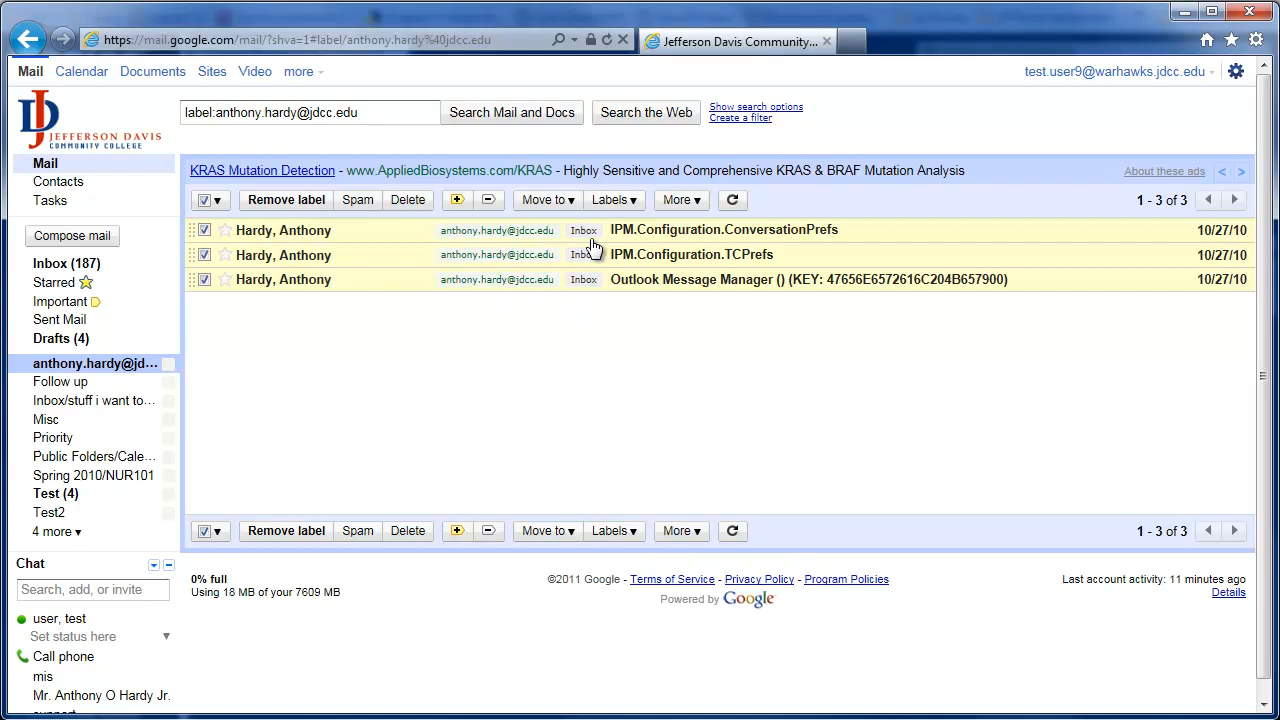 https://mail.google.com/mail/?shva=1#label/anthony.hardy%40jdcc.edu
Jefferson Davis Community...
Mail Calendar Documents Sites Video more
test.user9@warhawks.jdcc.edu
JEFFERSON DAVIS
COMMUNITY COLLEGE
label:anthony.hardy@jdcc.edu
Search Mail and Docs
Search the Web
Show search options
Create a filter
Mail
Contacts
Tasks
Compose mail
Inbox (187)
Starred
Important
Sent Mail
Drafts (4)
anthony.hardy@jd...
Follow up
Inbox/stuff i want to...
Misc
Priority
Public Folders/Cale...
Spring 2010/NUR101
Test (4)
Test2
4 more
Chat
Search, add, or invite
user, test
Set status here
Call phone
mis
Mr. Anthony O Hardy Jr.
KRAS Mutation Detection - www.AppliedBiosystems.com/KRAS - Highly Sensitive and Comprehensive KRAS & BRAF Mutation Analysis
About these ads < >
Remove label Spam Delete Move to Labels More 1 - 3 of 3
Hardy, Anthony anthony.hardy@jdcc.edu Inbox IPM.Configuration.ConversationPrefs 10/27/10
Hardy, Anthony anthony.hardy@jdcc.edu Inbox IPM.Configuration.TCPrefs 10/27/10
Hardy, Anthony anthony.hardy@jdcc.edu Inbox Outlook Message Manager () (KEY: 47656E6572616C204B657900) 10/27/10
Remove label Spam Delete Move to Labels More 1 - 3 of 3
0% full
Using 18 MB of your 7609 MB
©2011 Google - Terms of Service - Privacy Policy - Program Policies
Powered by Google
Last account activity: 11 minutes ago
Details